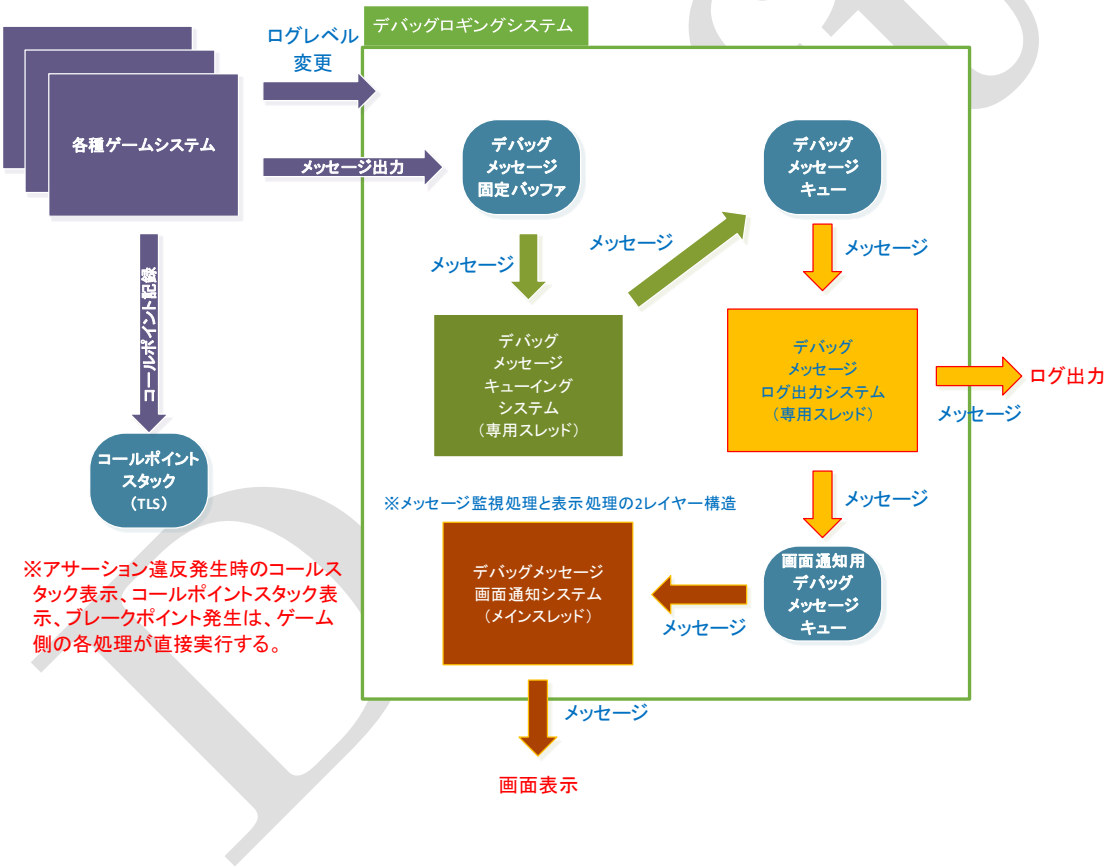 デバッグロギングシステム
ログレベル
変更
各種ゲームシステム
メッセージ出力
デバッグ
メッセージ
固定バッファ
デバッグ
メッセージ
キュー
メッセージ
メッセージ
メッセージ
コールポイント記録
デバッグ
メッセージ
キューイング
システム
（専用スレッド）
デバッグ
メッセージ
ログ出力システム
（専用スレッド）
ログ出力
メッセージ
コールポイント
スタック
（TLS）
※メッセージ監視処理と表示処理の2レイヤー構造
メッセージ
※アサーション違反発生時のコールス
タック表示、コールポイントスタック表
示、ブレークポイント発生は、ゲーム
側の各処理が直接実行する。
デバッグメッセージ
画面通知システム
（メインスレッド）
メッセージ
画面通知用
デバッグ
メッセージ
キュー
メッセージ
画面表示